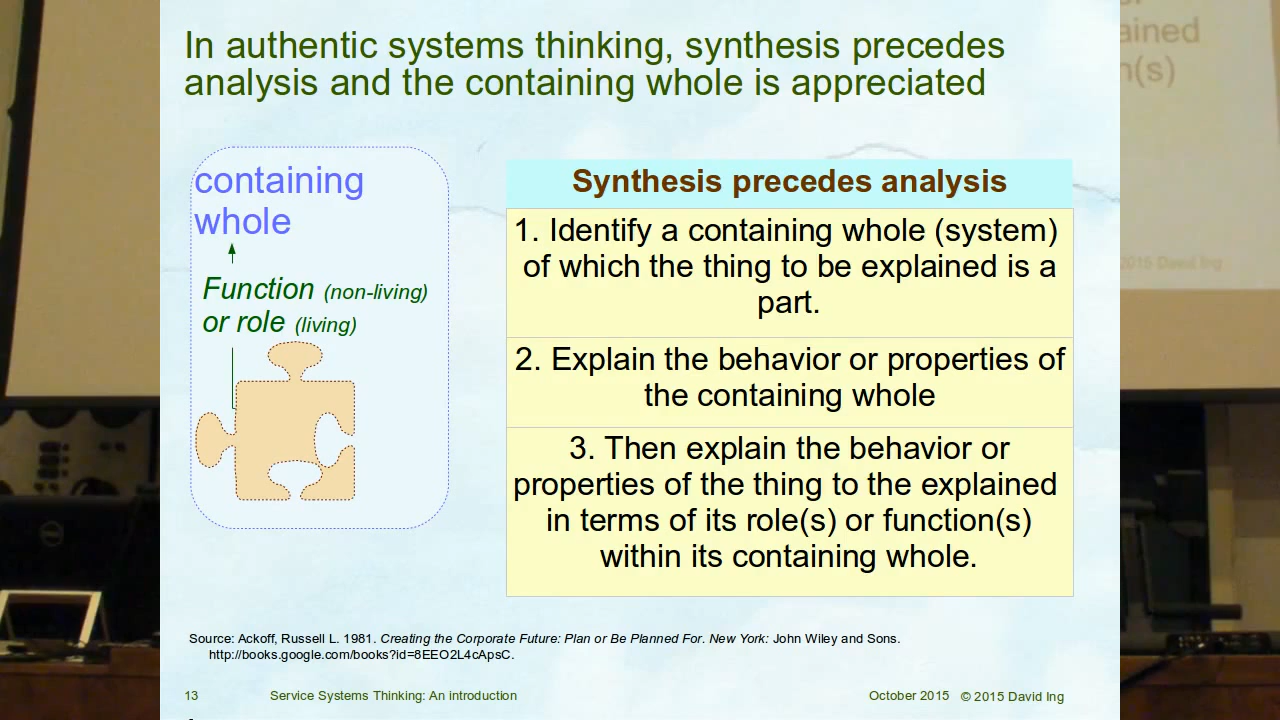 In authentic systems thinking, synthesis precedes
analysis and the containing whole is appreciated
containing
whole
Function (non-living)
or role (living)
Synthesis precedes analysis
1. Identify a containing whole (system)
of which the thing to be explained is a
part.
2. Explain the behavior or properties of
the containing whole
3. Then explain the behavior or
properties of the thing to the explained
in terms of its role(s) or function(s)
within its containing whole.
Source: Ackoff, Russell L. 1981. Creating the Corporate Future: Plan or Be Planned For. New York: John Wiley and Sons.
http://books.google.com/books?id=8EEO2L4cApsC.
13 Service Systems Thinking: An introduction October 2015 © 2015 David Ing
ained
(s)
2015 David Ing